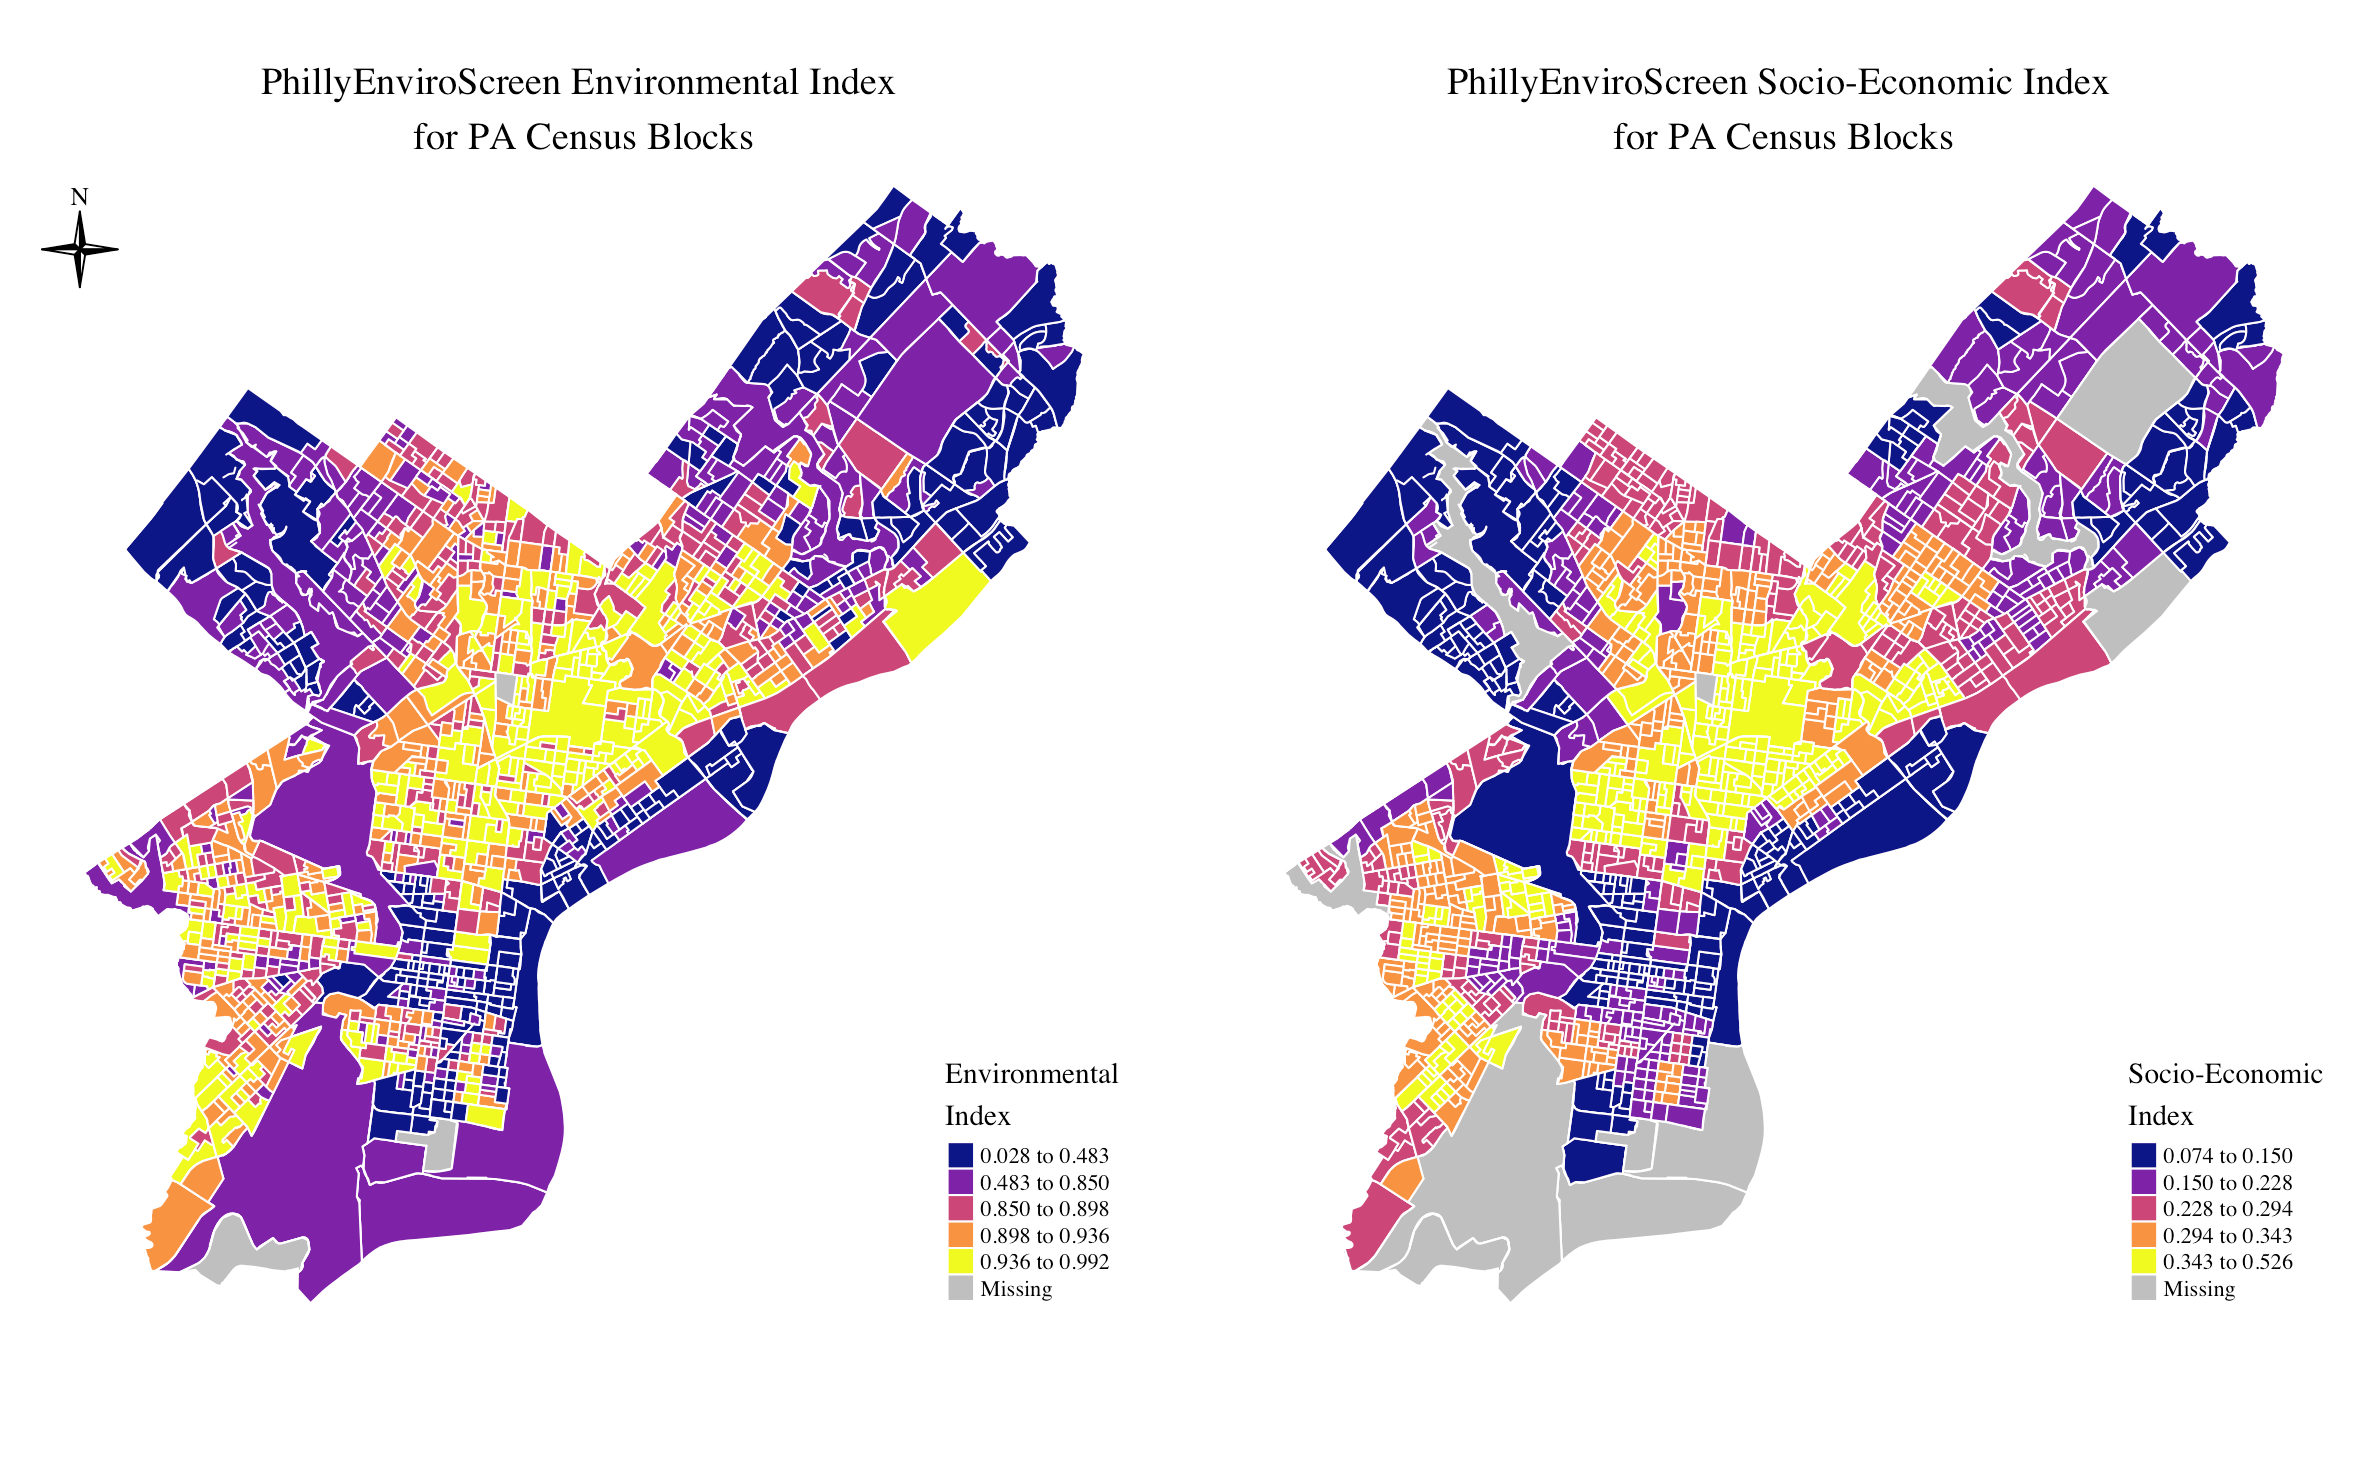 PhillyEnviroScreen Environmental Index
for PA Census Blocks
N
Environmental
Index
0.028 to 0.483
0.483 to 0.850
0.850 to 0.898
0.898 to 0.936
0.936 to 0.992
Missing
PhillyEnviroScreen Socio-Economic Index
for PA Census Blocks
Socio-Economic
Index
0.074 to 0.150
0.150 to 0.228
0.228 to 0.294
0.294 to 0.343
0.343 to 0.526
Missing